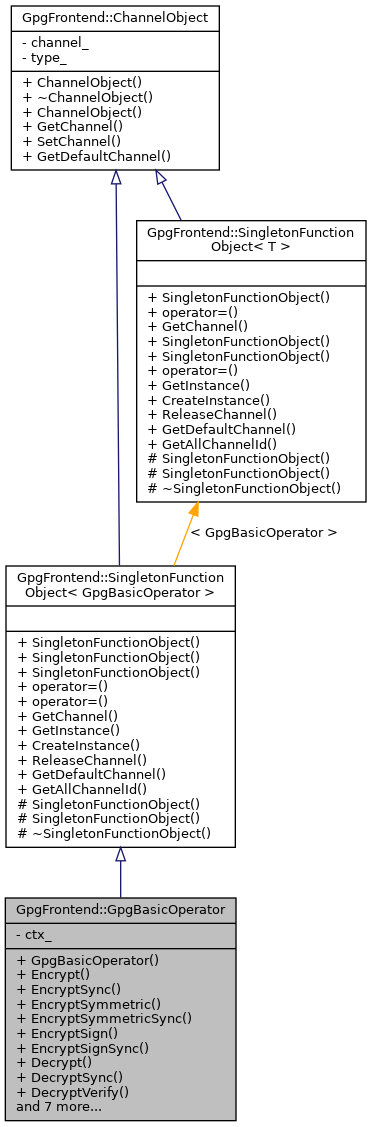 GpgFrontend::ChannelObject
- channel_
- type_
+ ChannelObject()
+ ~ChannelObject()
+ ChannelObject()
+ GetChannel()
+ SetChannel()
+ GetDefaultChannel()
GpgFrontend::SingletonFunction
Object< T >
+ SingletonFunctionObject()
+ operator=()
+ GetChannel()
+ SingletonFunctionObject()
+ SingletonFunctionObject()
+ operator=()
+ GetInstance()
+ CreateInstance()
+ ReleaseChannel()
+ GetDefaultChannel()
+ GetAllChannelId()
# SingletonFunctionObject()
# SingletonFunctionObject()
# ~SingletonFunctionObject()
< GpgBasicOperator >
GpgFrontend::SingletonFunction
Object< GpgBasicOperator >
+ SingletonFunctionObject()
+ SingletonFunctionObject()
+ SingletonFunctionObject()
+ operator=()
+ operator=()
+ GetChannel()
+ GetInstance()
+ CreateInstance()
+ ReleaseChannel()
+ GetDefaultChannel()
+ GetAllChannelId()
# SingletonFunctionObject()
# SingletonFunctionObject()
# ~SingletonFunctionObject()
GpgFrontend::GpgBasicOperator
- ctx_
+ GpgBasicOperator()
+ Encrypt()
+ EncryptSync()
+ EncryptSymmetric()
+ EncryptSymmetricSync()
+ EncryptSign()
+ EncryptSignSync()
+ Decrypt()
+ DecryptSync()
+ DecryptVerify()
and 7 more...